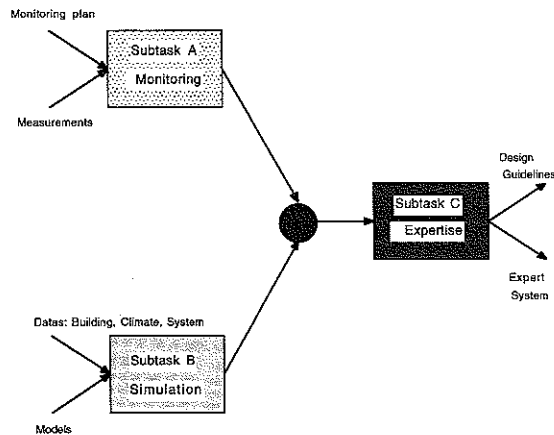 Monitoring plan
Subtask A
Monitoring
Measurements
Design
Guidelines
Subtask C
Expertise
Expert
System
Datas: Building, Climate, System
Subtask B
Simulation
Models